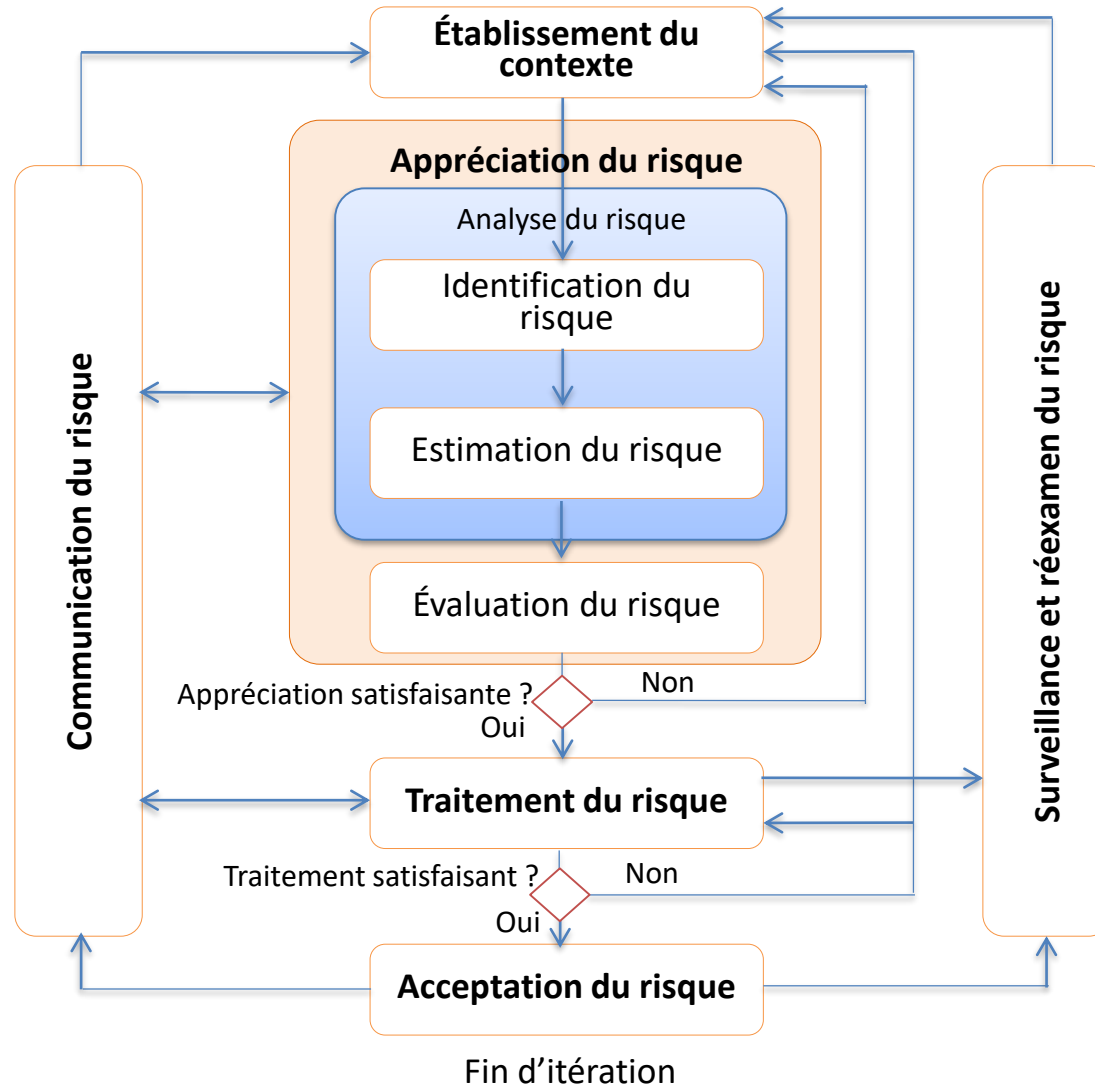 Établissement du
contexte
Appréciation du risque
Analyse du risque
Identification du
risque
Estimation du risque
Évaluation du risque
Appréciation satisfaisante ?
Non
Oui
Traitement du risque
Traitement satisfaisant ?
Non
Oui
Acceptation du risque
Fin d’itération
Communication du risque
Surveillance et réexamen du risque